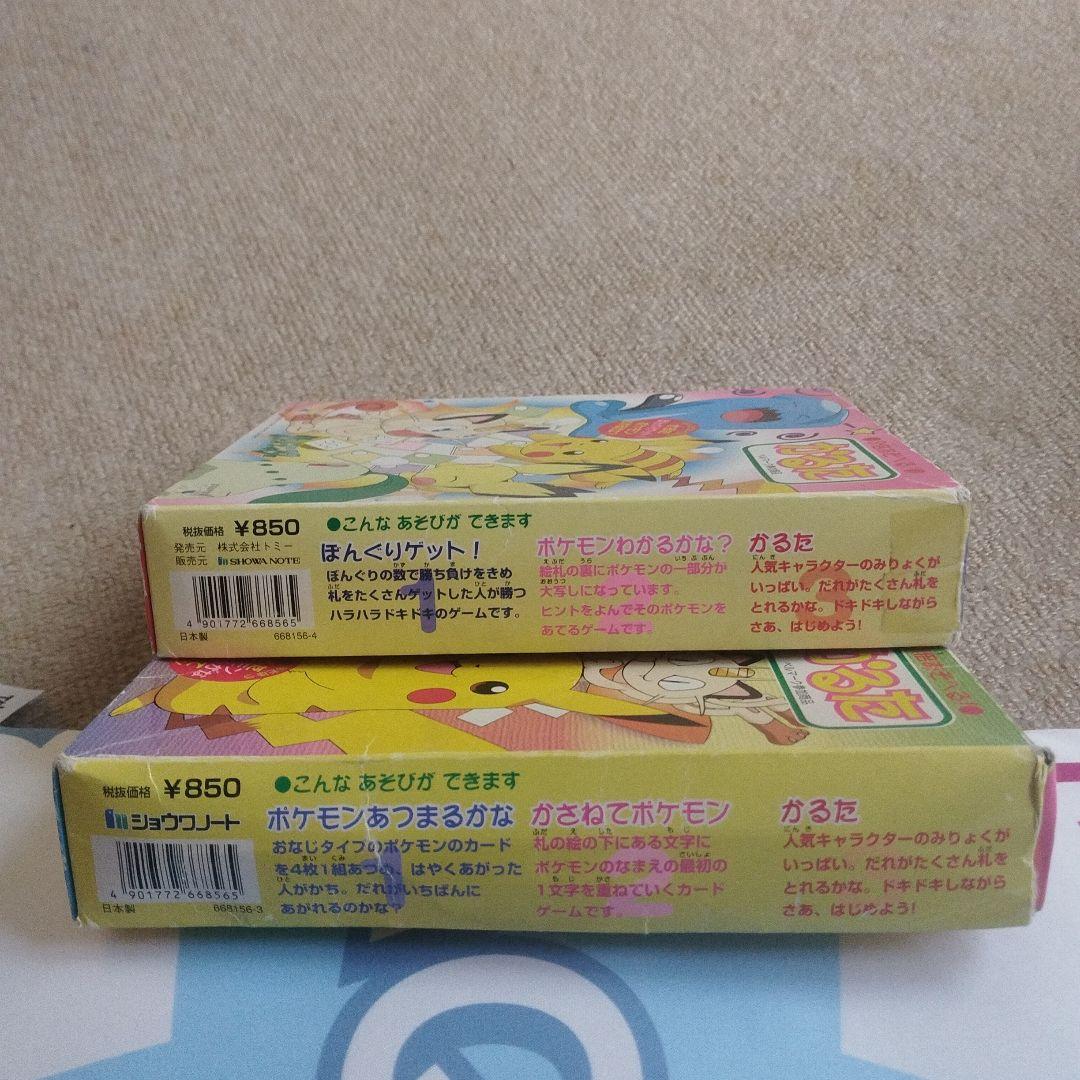 かるた
税抜価格 ¥850
発売元 株式会社トミー
販売元 SHOWA NOTE
4 901772 668565
日本製 668156-4
●こんな あそびが できます
ぼんぐりゲット!
ぼんぐりの数で勝ち負けをきめ
札をたくさんゲットした人が勝つ
ハラハラドキドキのゲームです。
ポケモンわかるかな?
絵札の裏にポケモンの一部分が
大写しになっています。
ヒントをよんでそのポケモンを
あてるゲームです。
かるた
人気キャラクターのみりょくが
いっぱい。だれがたくさん札を
とれるかな。ドキドキしながら
さあ、はじめよう!
かるた
税抜価格 ¥850
ショウワノート
4 901772 668565
日本製 668156-3
●こんな あそびが できます
ポケモンあつまるかな
おなじタイプのポケモンのカード
を4枚1組あつめ、はやくあがった
人がかち。だれがいちばんに
あがれるのかな?
かさねてポケモン
札の絵の下にある文字に
ポケモンのなまえの最初の
1文字を重ねていくカード
ゲームです。
かるた
人気キャラクターのみりょくが
いっぱい。だれがたくさん札を
とれるかな。ドキドキしながら
さあ、はじめよう!